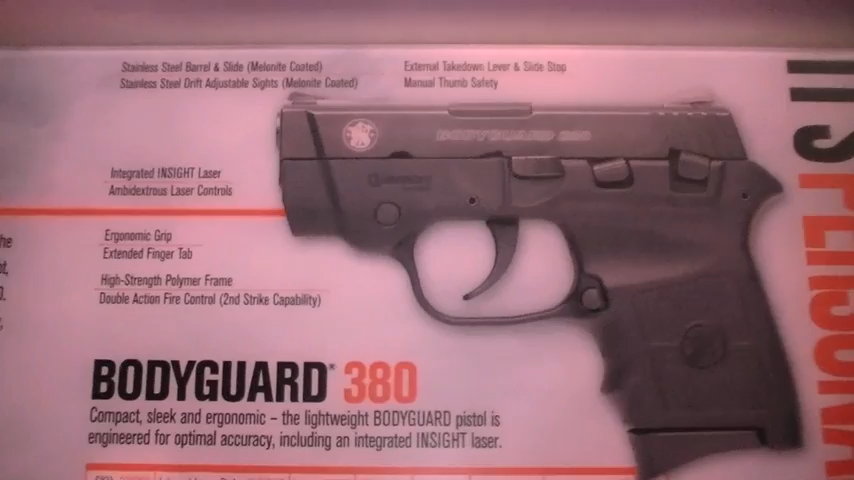 Stainless Steel Barrel & Slide (Melonite Coated)
Stainless Steel Drift Adjustable Sights (Melonite Coated)
External Takedown Lever & Slide Stop
Manual Thumb Safety
BODYGUARD 380
Integrated INSIGHT Laser
Ambidextrous Laser Controls
Ergonomic Grip
Extended Finger Tab
High-Strength Polymer Frame
Double Action Fire Control (2nd Strike Capability)
BODYGUARD® 380
Compact, sleek and ergonomic – the lightweight BODYGUARD pistol is
engineered for optimal accuracy, including an integrated INSIGHT laser.
IT'S PERSONA